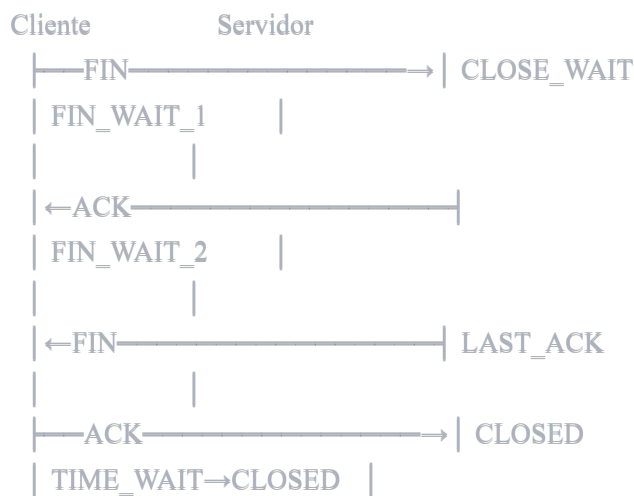 Cliente Servidor
├──FIN──────────────→│ CLOSE_WAIT
│ FIN_WAIT_1 │
│ │
│←ACK────────────────┤
│ FIN_WAIT_2 │
│ │
│←FIN────────────────┤ LAST_ACK
│ │
├──ACK──────────────→│ CLOSED
│ TIME_WAIT→CLOSED │